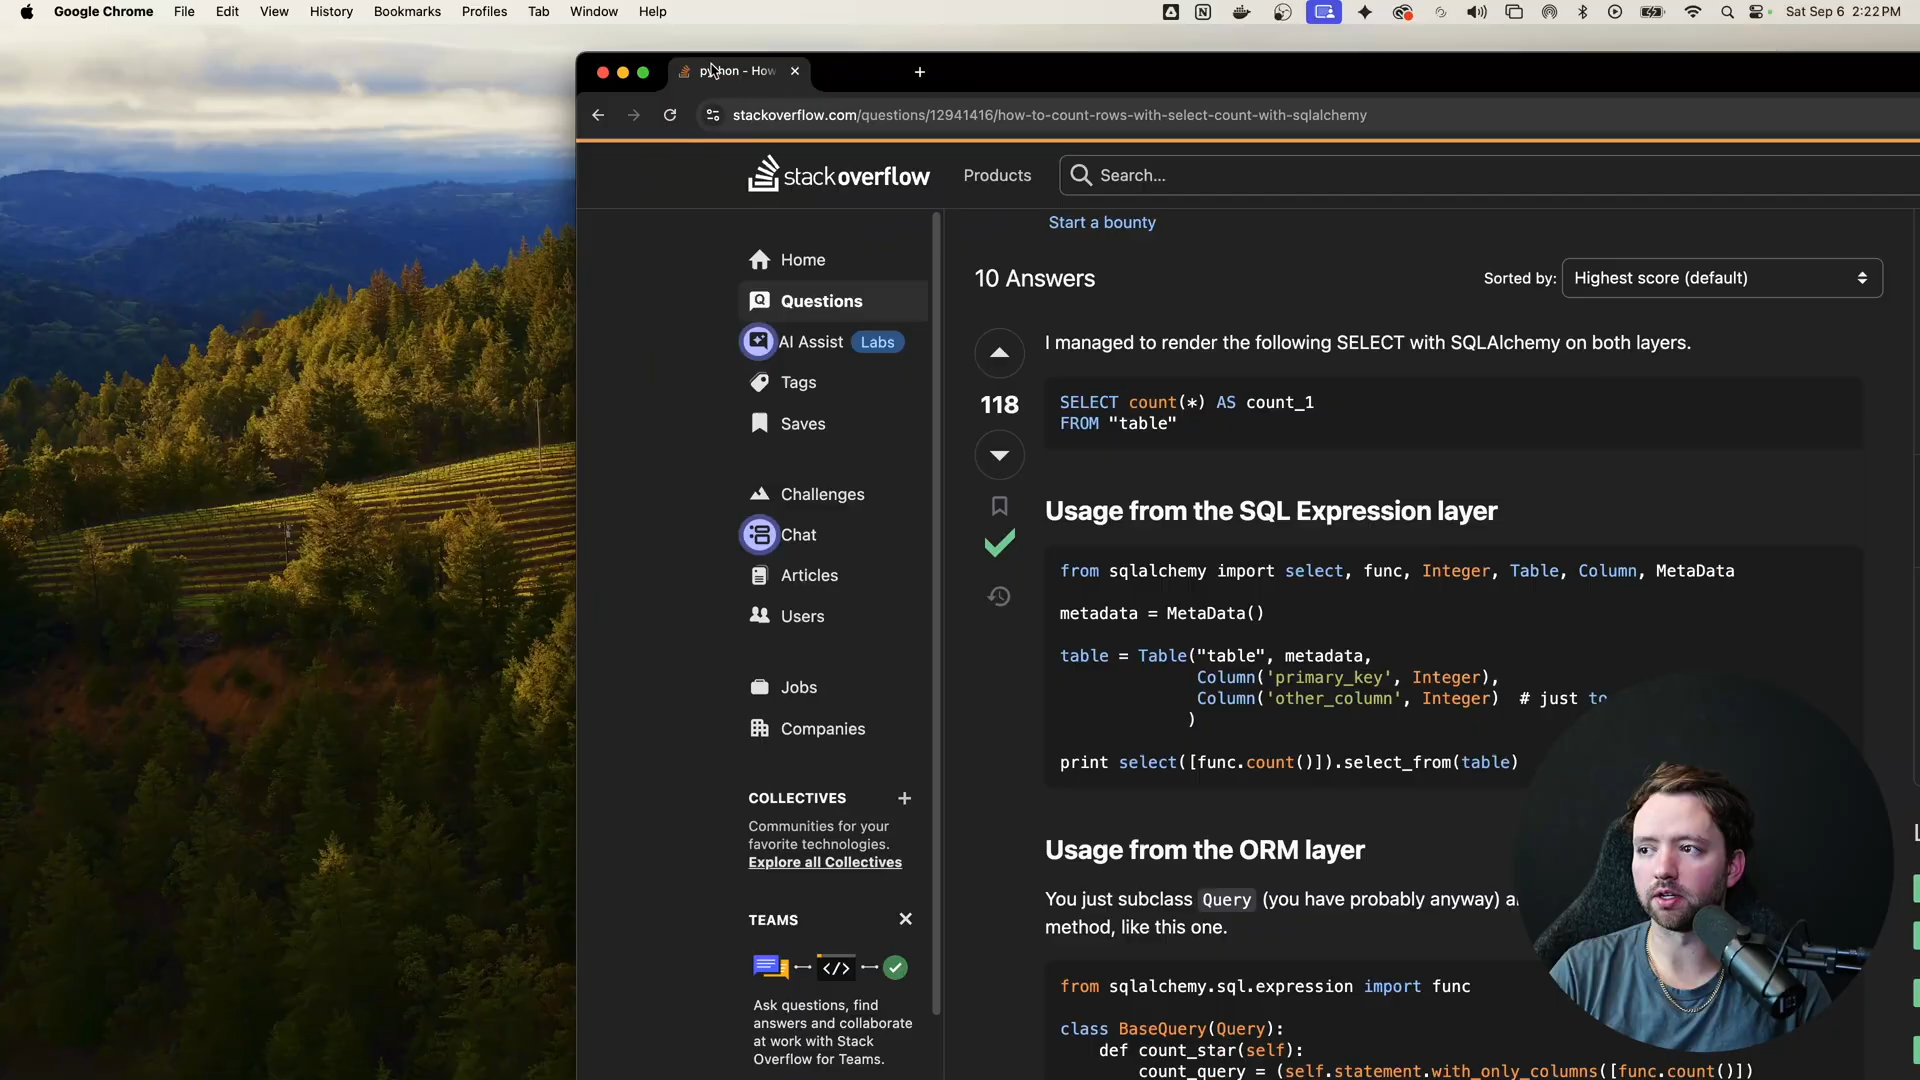 Google Chrome File Edit View History Bookmarks Profiles Tab Window Help Sat Sep 6 2:22 PM
python - How
stackoverflow.com/questions/12941416/how-to-count-rows-with-select-count-with-sqlalchemy
stackoverflow Products Search...
Home
Questions
AI Assist Labs
Tags
Saves
Challenges
Chat
Articles
Users
Jobs
Companies
COLLECTIVES
Communities for your
favorite technologies.
Explore all Collectives
TEAMS
</>
Ask questions, find
answers and collaborate
at work with Stack
Overflow for Teams.
Start a bounty
10 Answers
Sorted by: Highest score (default)
118
I managed to render the following SELECT with SQLAlchemy on both layers.
SELECT count(*) AS count_1
FROM "table"
Usage from the SQL Expression layer
from sqlalchemy import select, func, Integer, Table, Column, MetaData
metadata = MetaData()
table = Table("table", metadata,
Column('primary_key', Integer),
Column('other_column', Integer) # just to
)
print select([func.count()]).select_from(table)
Usage from the ORM layer
You just subclass Query (you have probably anyway) a
method, like this one.
from sqlalchemy.sql.expression import func
class BaseQuery(Query):
def count_star(self):
count_query = (self.statement.with_only_columns([func.count()])